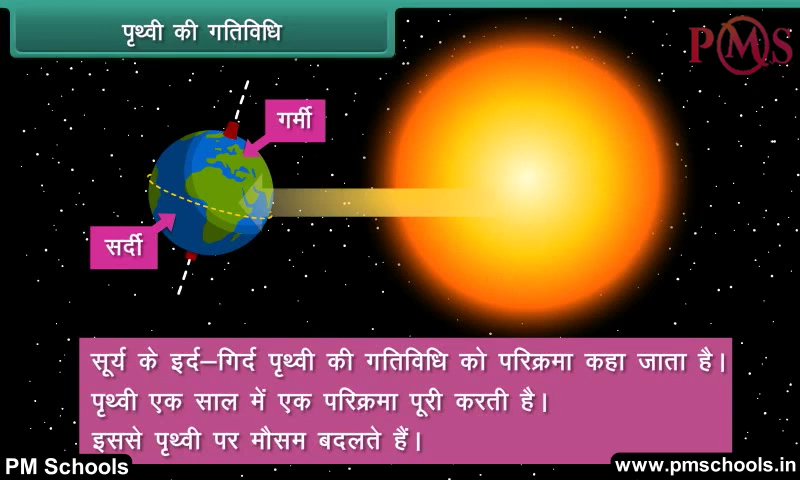 पृथ्वी की गतिविधि
PMS
गर्मी
सर्दी
सूर्य के इर्द–गिर्द पृथ्वी की गतिविधि को परिक्रमा कहा जाता है।
पृथ्वी एक साल में एक परिक्रमा पूरी करती है।
इससे पृथ्वी पर मौसम बदलते हैं।
PM Schools
www.pmschools.in